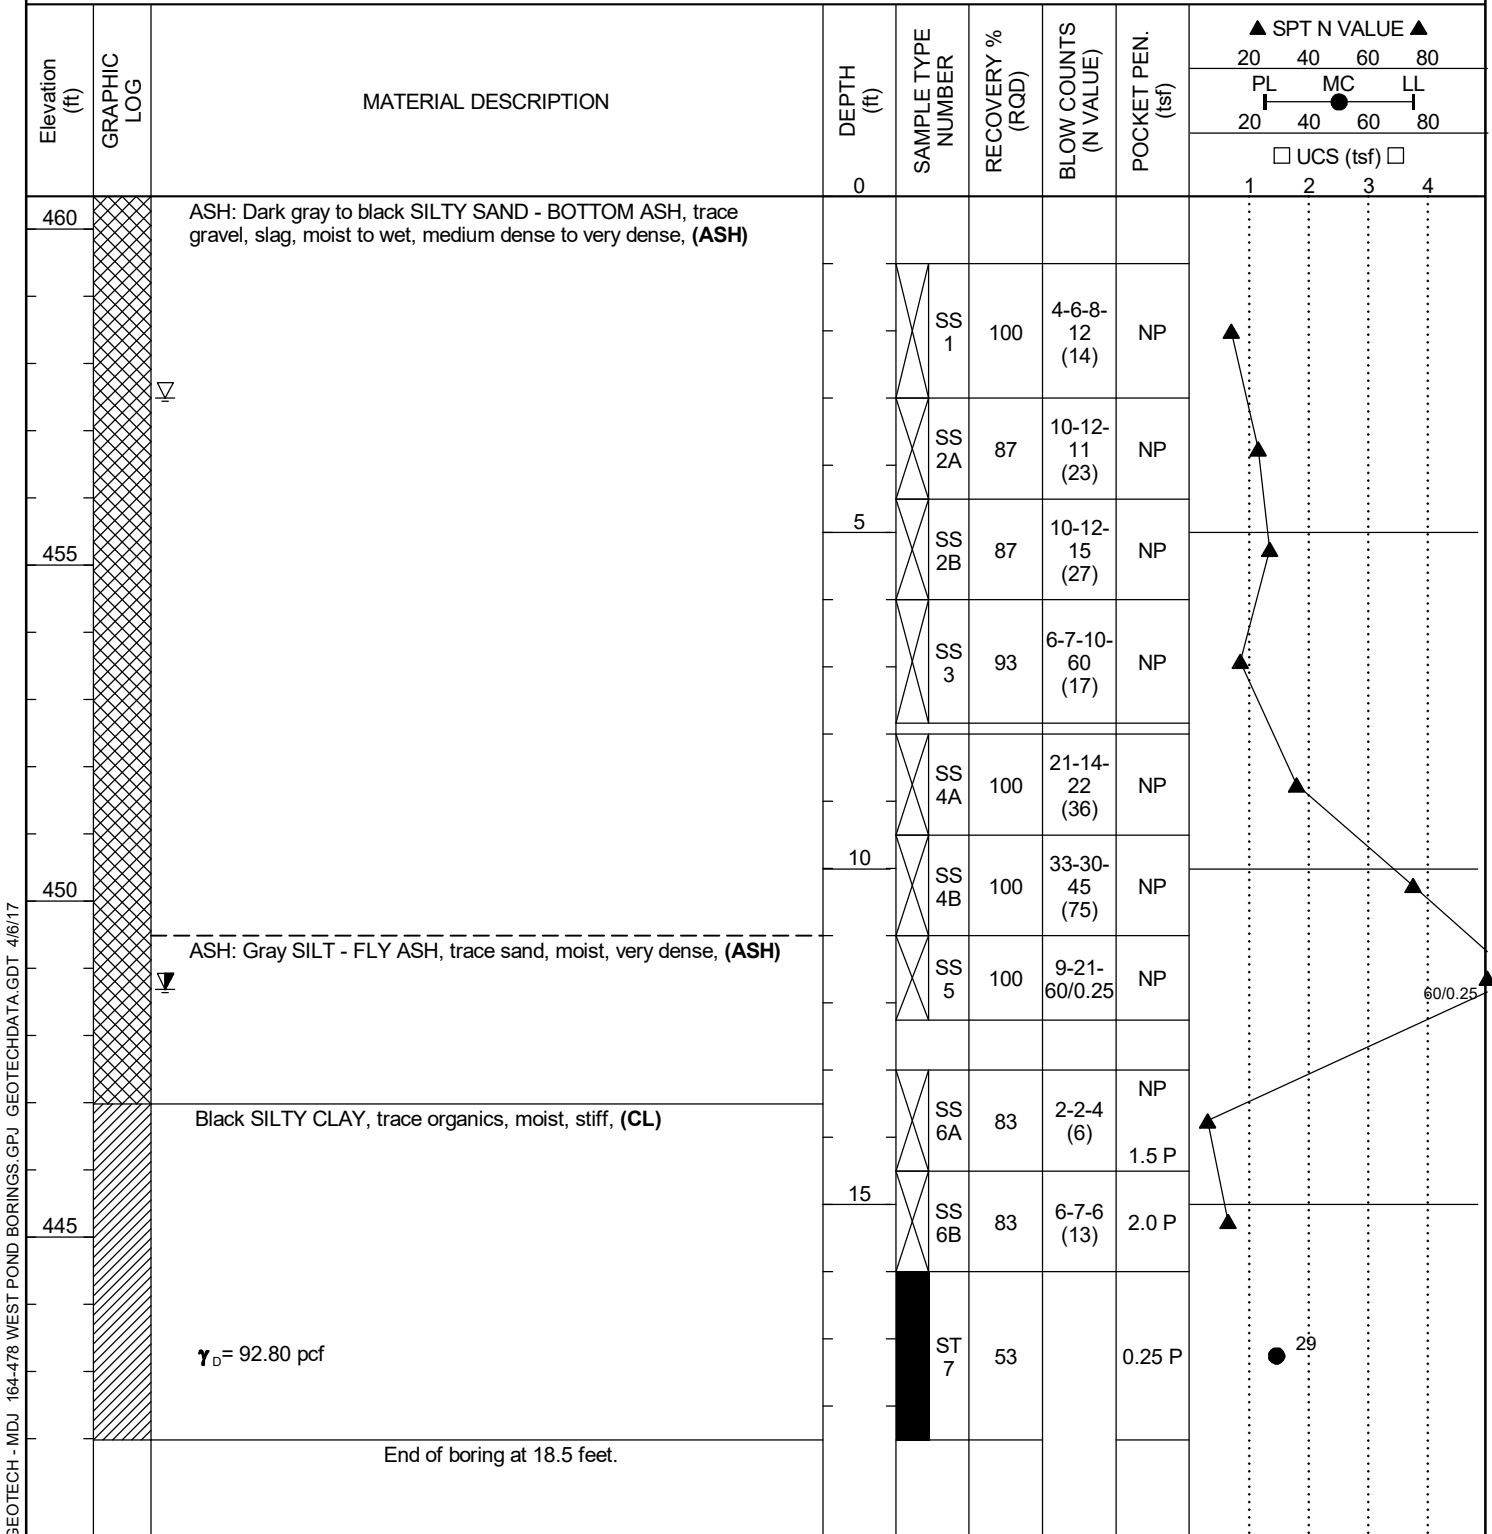 Elevation
(ft)
GRAPHIC
LOG
MATERIAL DESCRIPTION
DEPTH
(ft)
SAMPLE TYPE
NUMBER
RECOVERY %
(RQD)
BLOW COUNTS
(N VALUE)
POCKET PEN.
(tsf)
▲ SPT N VALUE ▲
20 40 60 80
PL MC LL
20 40 60 80
□ UCS (tsf) □
1 2 3 4
0
460
ASH: Dark gray to black SILTY SAND - BOTTOM ASH, trace
gravel, slag, moist to wet, medium dense to very dense, (ASH)
SS
1
100
4-6-8-
12
(14)
NP
SS
2A
87
10-12-
11
(23)
NP
5
455
SS
2B
87
10-12-
15
(27)
NP
SS
3
93
6-7-10-
60
(17)
NP
SS
4A
100
21-14-
22
(36)
NP
10
450
SS
4B
100
33-30-
45
(75)
NP
ASH: Gray SILT - FLY ASH, trace sand, moist, very dense, (ASH)
SS
5
100
9-21-
60/0.25
NP
60/0.25
Black SILTY CLAY, trace organics, moist, stiff, (CL)
SS
6A
83
2-2-4
(6)
NP
1.5 P
15
445
SS
6B
83
6-7-6
(13)
2.0 P
γD= 92.80 pcf
ST
7
53
0.25 P
29
End of boring at 18.5 feet.
GEOTECH - MDJ 164-478 WEST POND BORINGS.GPJ GEOTECHDATA.GDT 4/6/17